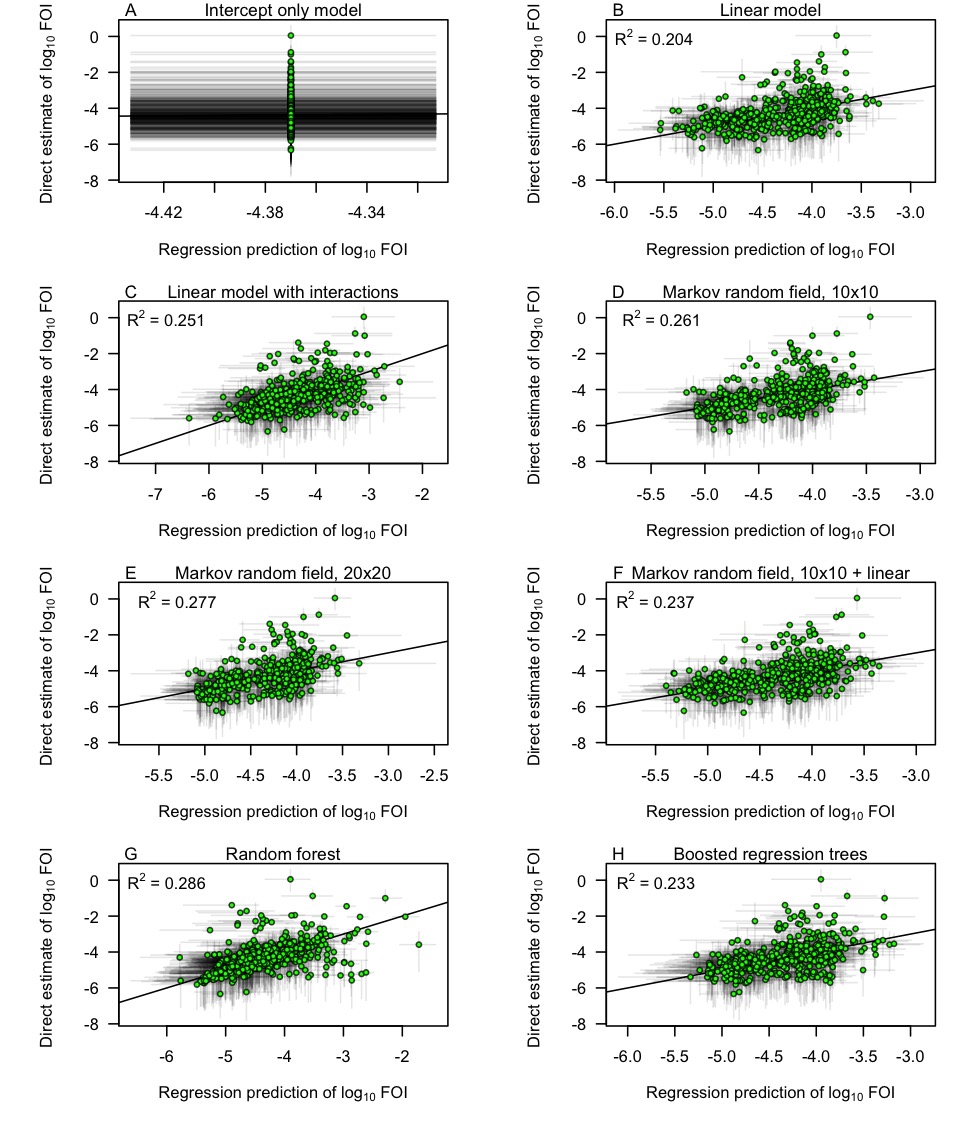 A Intercept only model
Direct estimate of log10 FOI
0
-2
-4
-6
-8
-4.42 -4.38 -4.34
Regression prediction of log10 FOI
B Linear model
R2 = 0.204
Direct estimate of log10 FOI
0
-2
-4
-6
-8
-6.0 -5.5 -5.0 -4.5 -4.0 -3.5 -3.0
Regression prediction of log10 FOI
C Linear model with interactions
R2 = 0.251
Direct estimate of log10 FOI
0
-2
-4
-6
-8
-7 -6 -5 -4 -3 -2
Regression prediction of log10 FOI
D Markov random field, 10x10
R2 = 0.261
Direct estimate of log10 FOI
0
-2
-4
-6
-8
-5.5 -5.0 -4.5 -4.0 -3.5 -3.0
Regression prediction of log10 FOI
E Markov random field, 20x20
R2 = 0.277
Direct estimate of log10 FOI
0
-2
-4
-6
-8
-5.5 -5.0 -4.5 -4.0 -3.5 -3.0 -2.5
Regression prediction of log10 FOI
F Markov random field, 10x10 + linear
R2 = 0.237
Direct estimate of log10 FOI
0
-2
-4
-6
-8
-5.5 -5.0 -4.5 -4.0 -3.5 -3.0
Regression prediction of log10 FOI
G Random forest
R2 = 0.286
Direct estimate of log10 FOI
0
-2
-4
-6
-8
-6 -5 -4 -3 -2
Regression prediction of log10 FOI
H Boosted regression trees
R2 = 0.233
Direct estimate of log10 FOI
0
-2
-4
-6
-8
-6.0 -5.5 -5.0 -4.5 -4.0 -3.5 -3.0
Regression prediction of log10 FOI